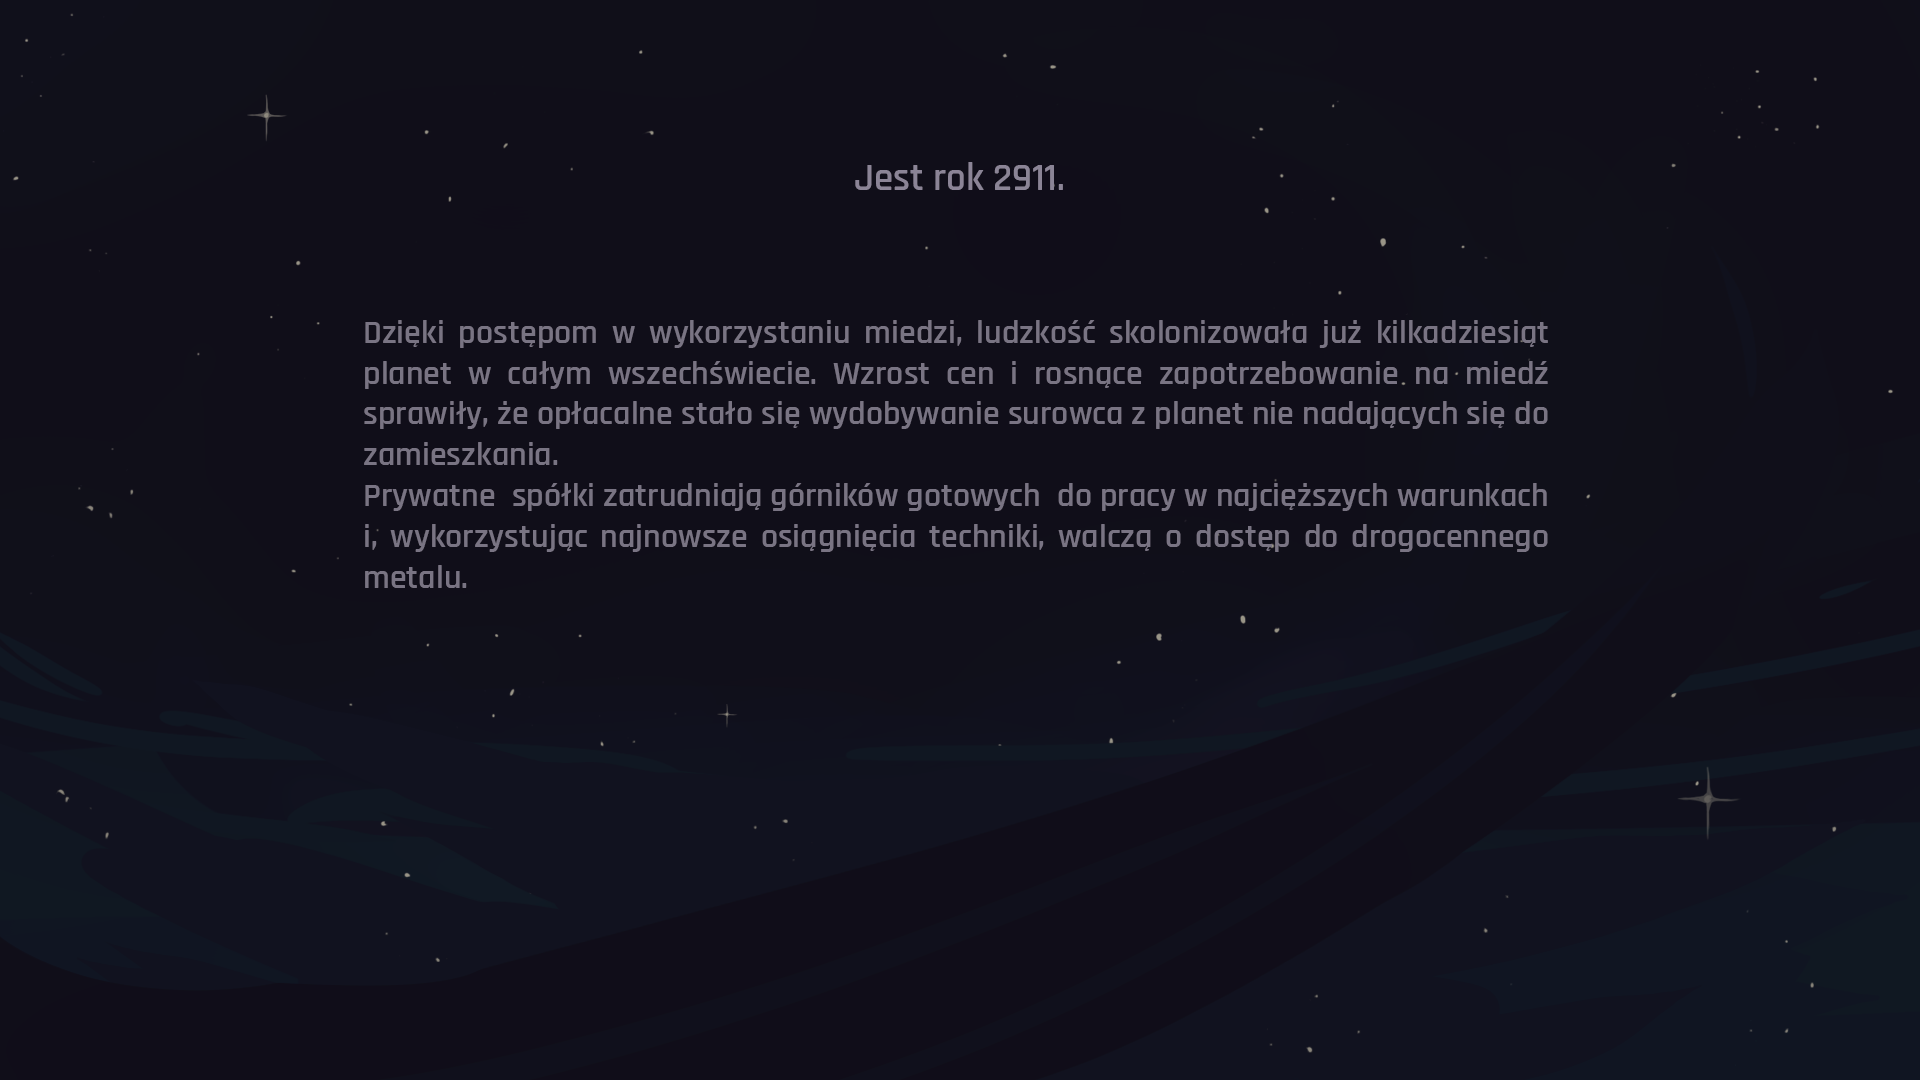 Jest rok 2911.
Dzięki postępom w wykorzystaniu miedzi, ludzkość skolonizowała już kilkadziesiąt
planet w całym wszechświecie. Wzrost cen i rosnące zapotrzebowanie na miedź
sprawiły, że opłacalne stało się wydobywanie surowca z planet nie nadających się do
zamieszkania.
Prywatne spółki zatrudniają górników gotowych do pracy w najcięższych warunkach
i, wykorzystując najnowsze osiągnięcia techniki, walczą o dostęp do drogocennego
metalu.